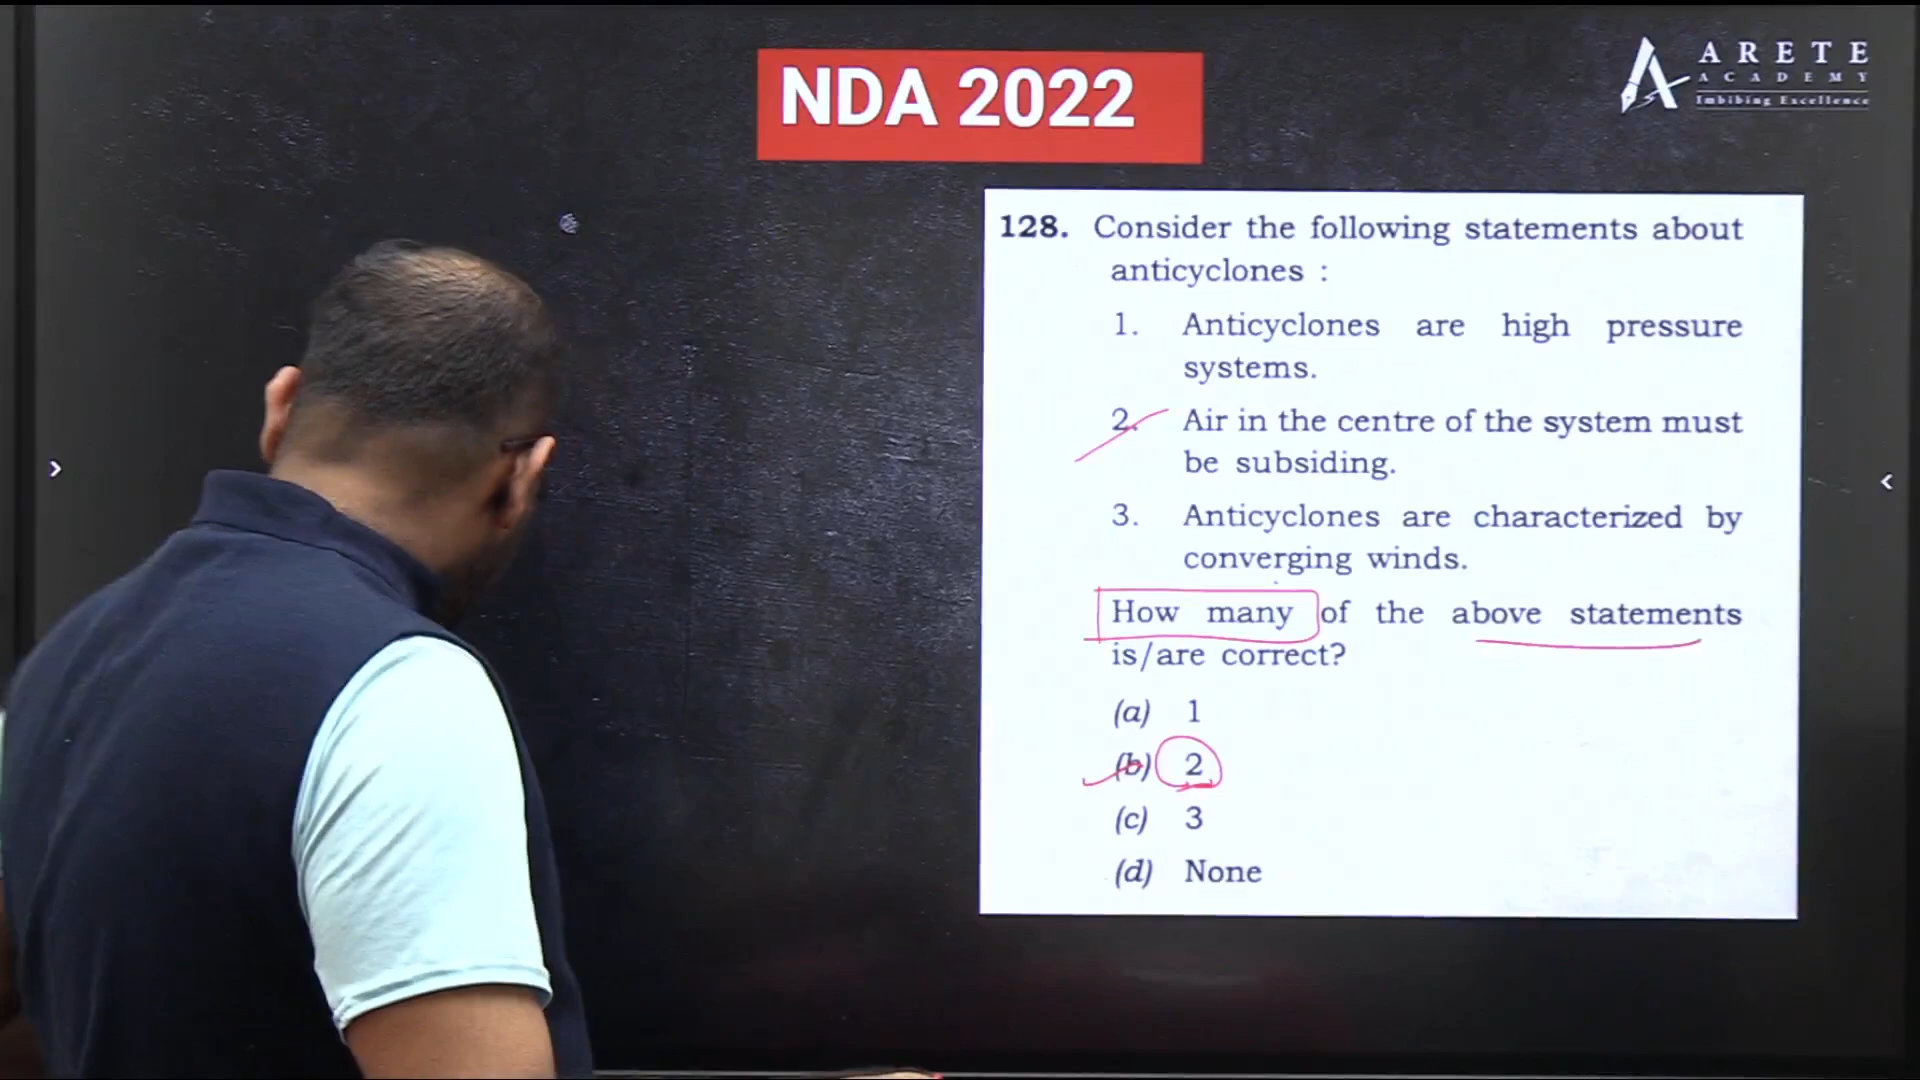 NDA 2022
ARETE
ACADEMY
Imbibing Excellence
128. Consider the following statements about
anticyclones :
1. Anticyclones are high pressure
systems.
2. Air in the centre of the system must
be subsiding.
3. Anticyclones are characterized by
converging winds.
How many of the above statements
is/are correct?
(a) 1
(b) 2
(c) 3
(d) None